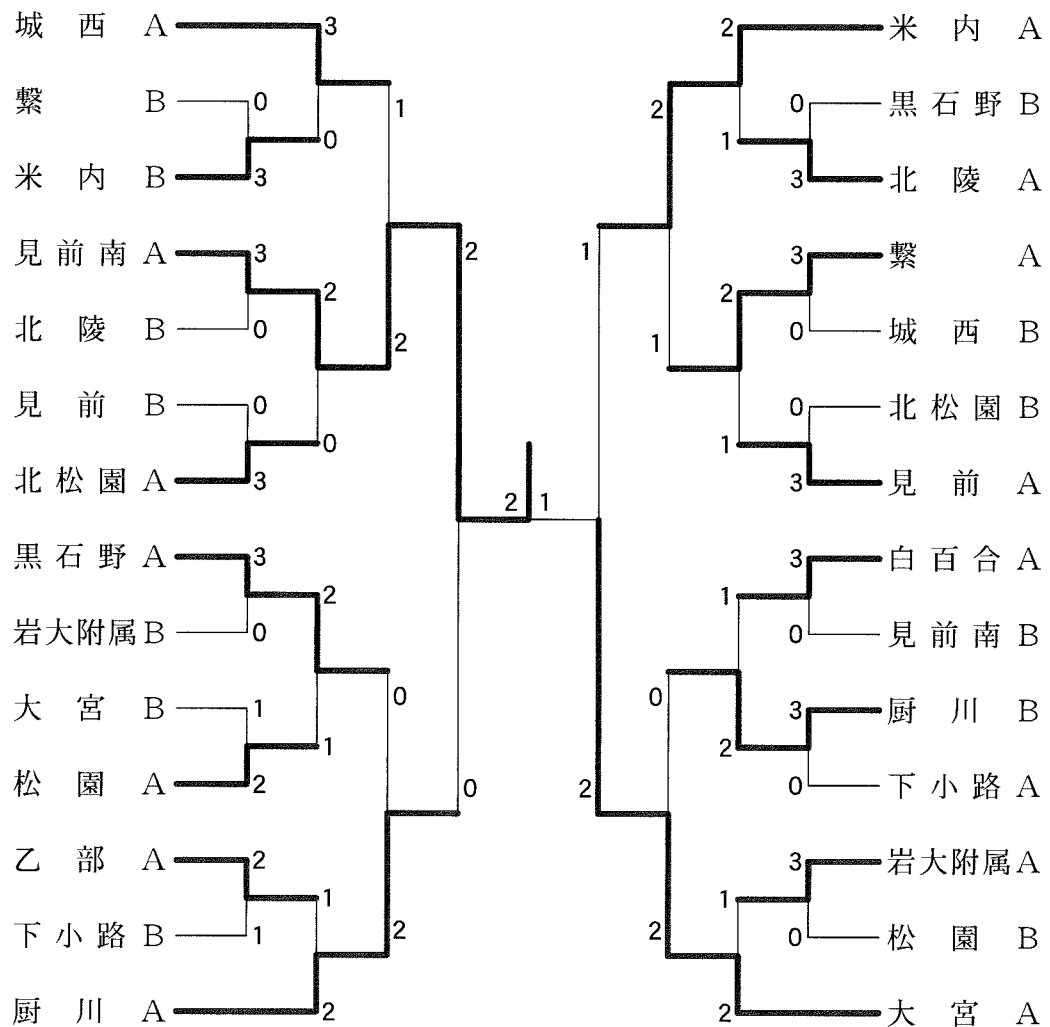 城西 A
3
繋 B
0
0
米内 B
3
1
見前南 A
3
2
北陵 B
0
2
見前 B
0
0
北松園 A
3
2
黒石野 A
3
2
岩大附属 B
0
0
大宮 B
1
1
松園 A
2
0
乙部 A
2
1
下小路 B
1
2
厨川 A
2
2 1
2
米内 A
0
黒石野 B
1
3
北陵 A
2
3
繋 A
2
0
城西 B
1
0
北松園 B
1
3
見前 A
1
3
白百合 A
1
0
見前南 B
0
3
厨川 B
2
0
下小路 A
2
3
岩大附属 A
1
0
松園 B
2
2
大宮 A